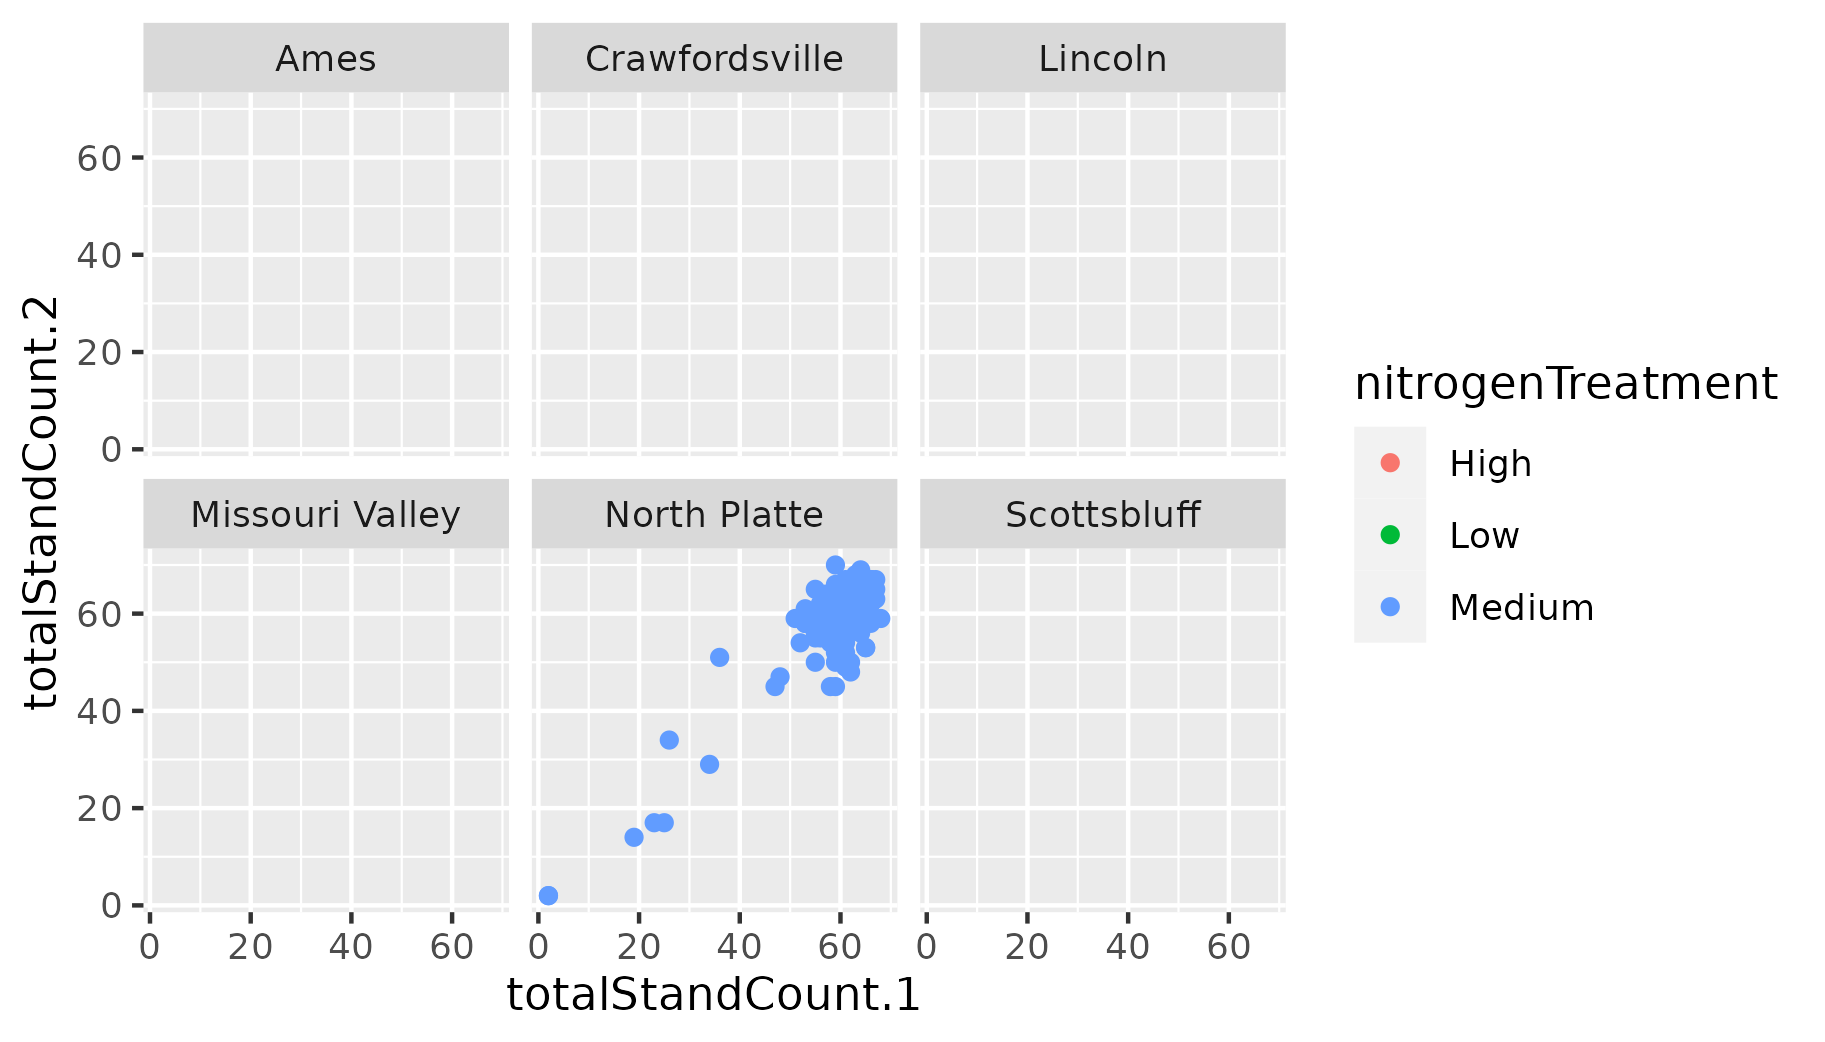 Ames Crawfordsville Lincoln
60
40
20
0
Missouri Valley North Platte Scottsbluff
60
40
20
0
0 20 40 60 0 20 40 60 0 20 40 60
totalStandCount.1
totalStandCount.2
nitrogenTreatment
High
Low
Medium